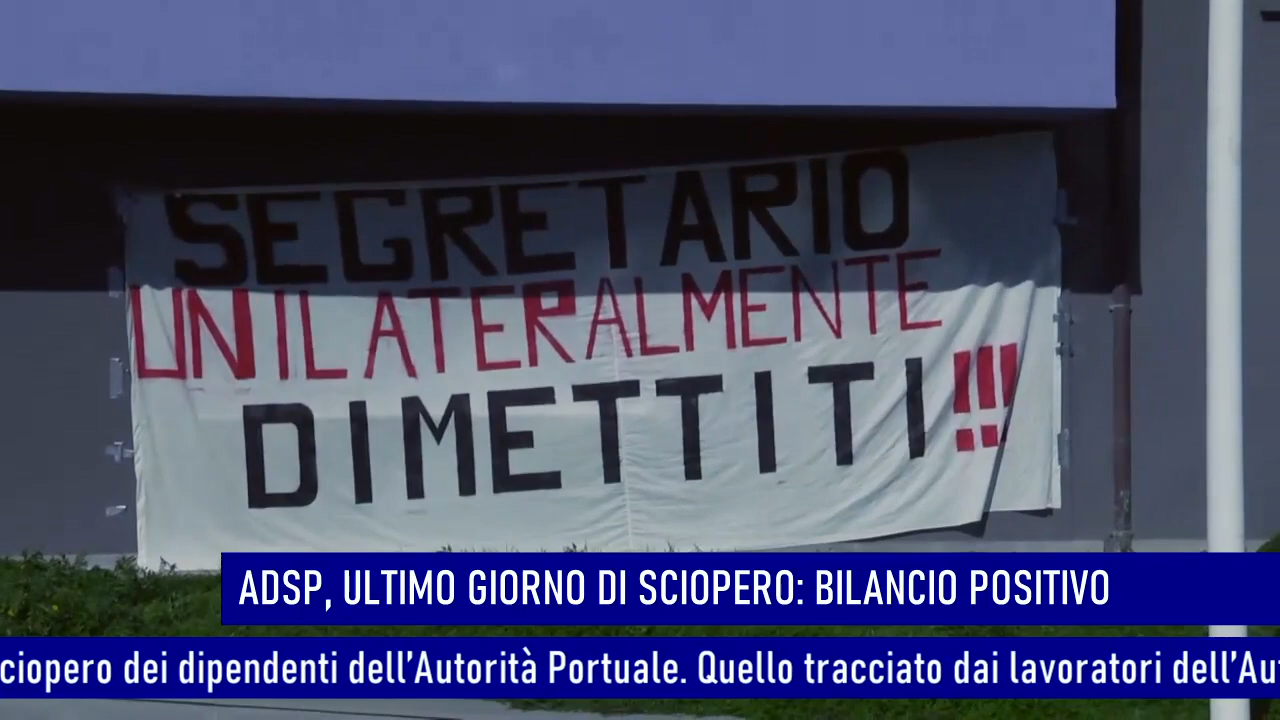 SEGRETARIO
UNILATERALMENTE
DIMETTITI!!!
ADSP, ULTIMO GIORNO DI SCIOPERO: BILANCIO POSITIVO
ciopero dei dipendenti dell'Autorità Portuale. Quello tracciato dai lavoratori dell'Au